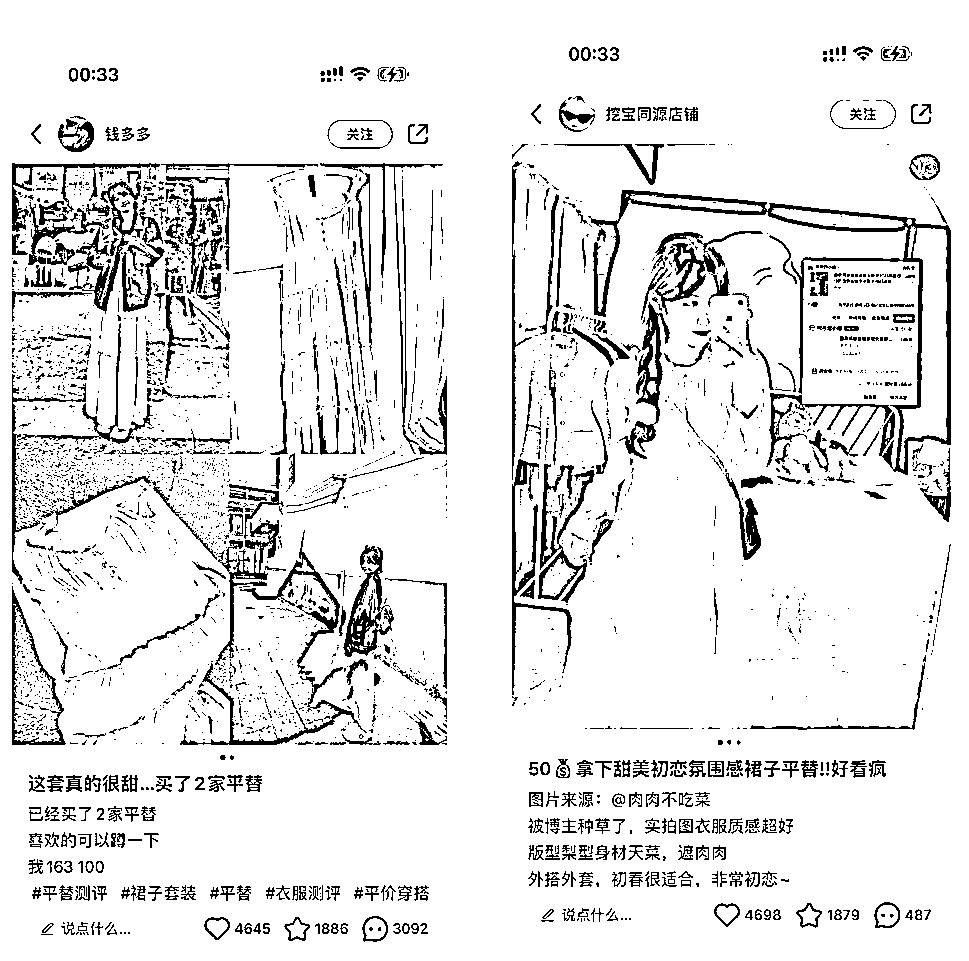 00:33
钱多多
关注
这套真的很甜...买了2家平替
已经买了2家平替
喜欢的可以蹲一下
我163 100
#平替测评 #裙子套装 #平替 #衣服测评 #平价穿搭
说点什么...
4645
1886
3092
00:33
挖宝同源店铺
关注
50💰拿下甜美初恋氛围感裙子平替!!好看疯
图片来源：@肉肉不吃菜
被博主种草了，实拍图衣服质感超好
版型梨型身材天菜，遮肉肉
外搭外套，初春很适合，非常初恋~
说点什么...
4698
1879
487